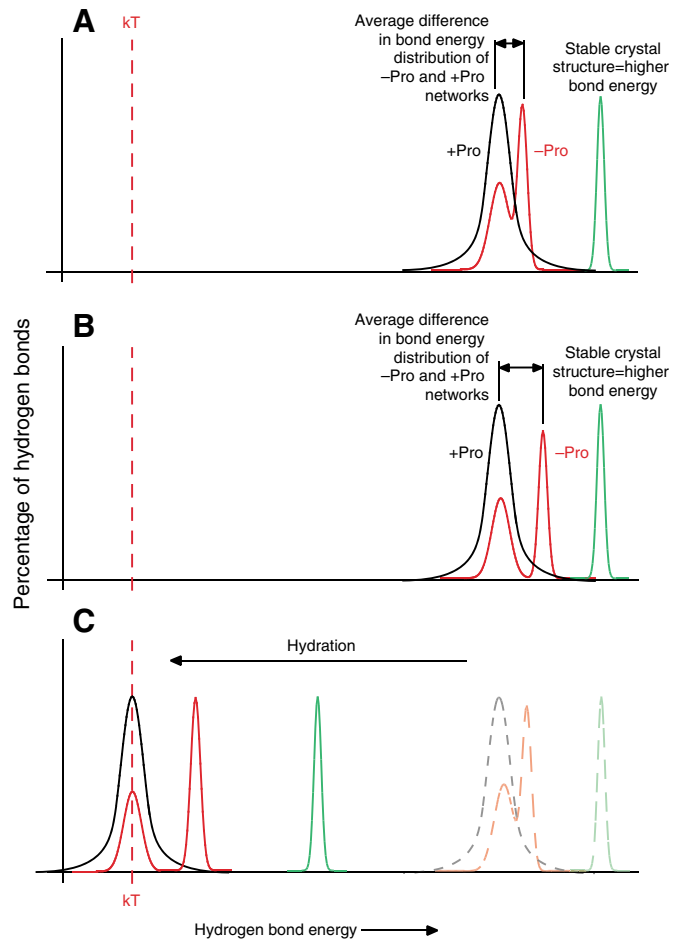 A
kT
Average difference
in bond energy
distribution of
–Pro and +Pro
networks
Stable crystal
structure=higher
bond energy
+Pro
–Pro
B
Average difference
in bond energy
distribution of
–Pro and +Pro
networks
Stable crystal
structure=higher
bond energy
+Pro
–Pro
Percentage of hydrogen bonds
C
Hydration
kT
Hydrogen bond energy